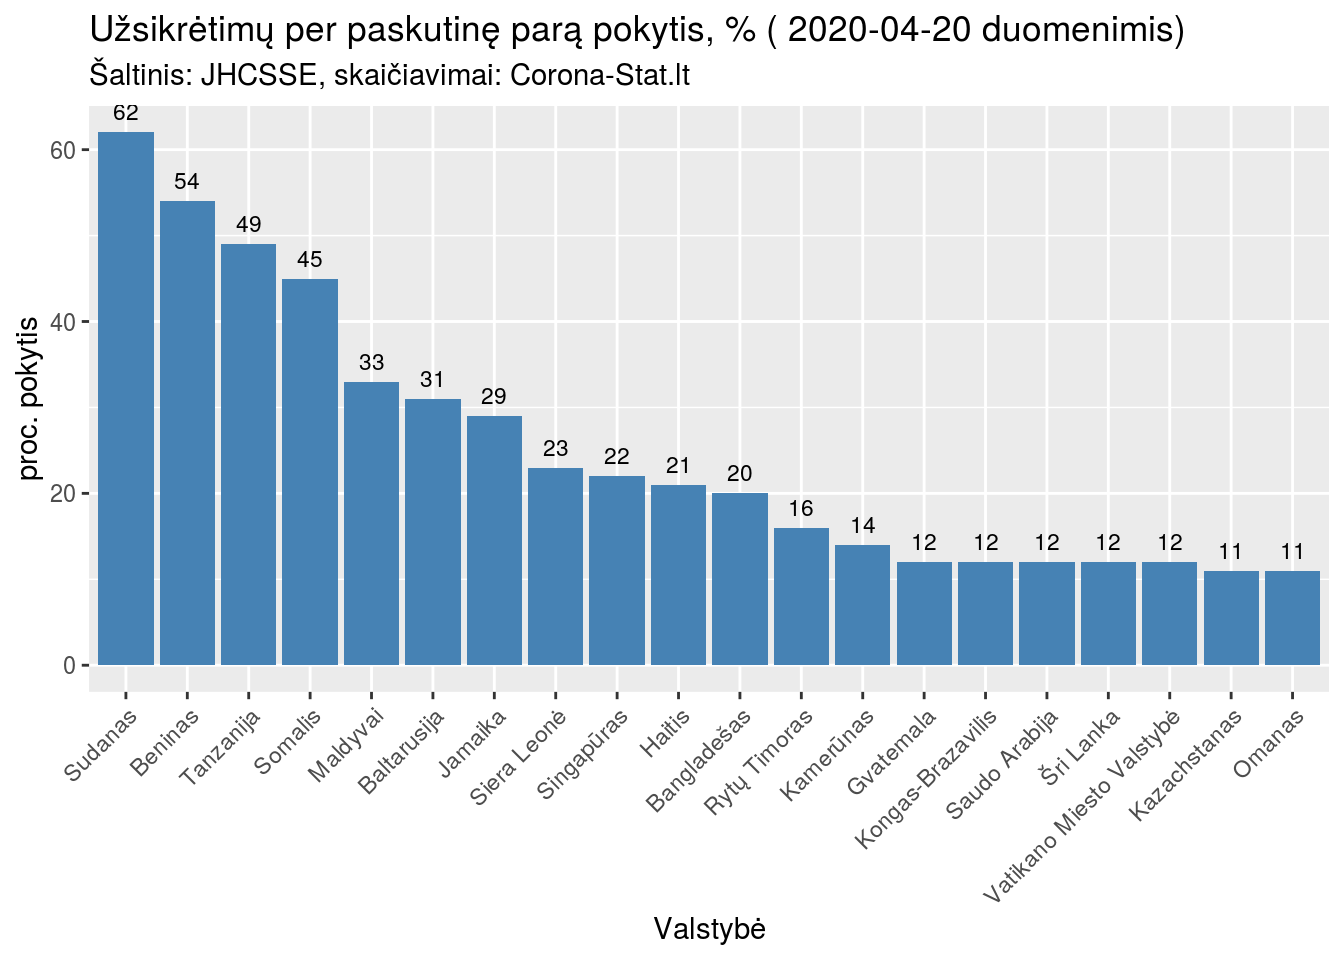 Užsikrėtimų per paskutinę parą pokytis, % ( 2020-04-20 duomenimis)
Šaltinis: JHCSSE, skaičiavimai: Corona-Stat.lt
proc. pokytis
60
40
20
0
62
54
49
45
33
31
29
23
22
21
20
16
14
12
12
12
12
12
11
11
Sudanas
Beninas
Tanzanija
Somalis
Maldyvai
Baltarusija
Jamaika
Siera Leonė
Singapūras
Haitis
Bangladešas
Rytų Timoras
Kamerūnas
Gvatemala
Kongas-Brazavilis
Saudo Arabija
Šri Lanka
Vatikano Miesto Valstybė
Kazachstanas
Omanas
Valstybė